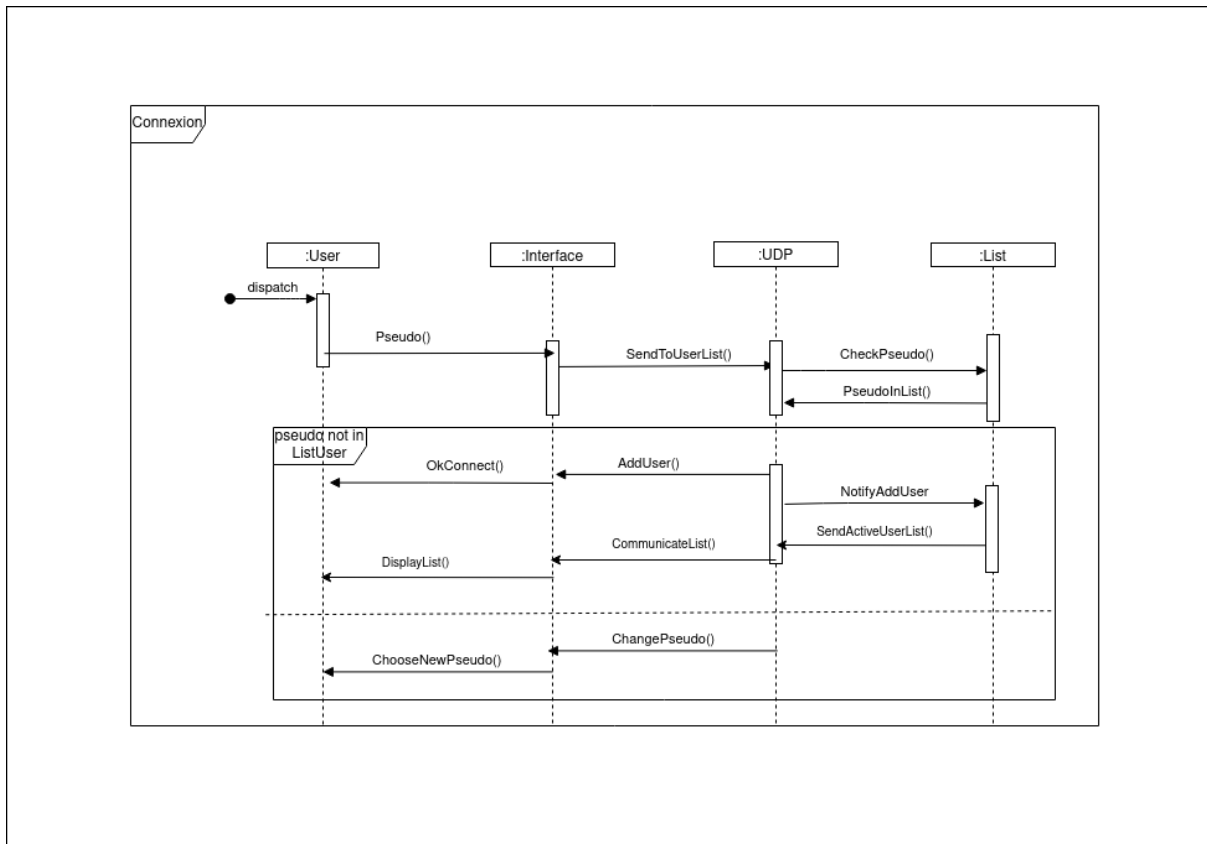 Connexion
:User
:Interface
:UDP
:List
dispatch
Pseudo()
SendToUserList()
CheckPseudo()
PseudoInList()
pseudo not in
ListUser
AddUser()
OkConnect()
NotifyAddUser
SendActiveUserList()
CommunicateList()
DisplayList()
ChangePseudo()
ChooseNewPseudo()